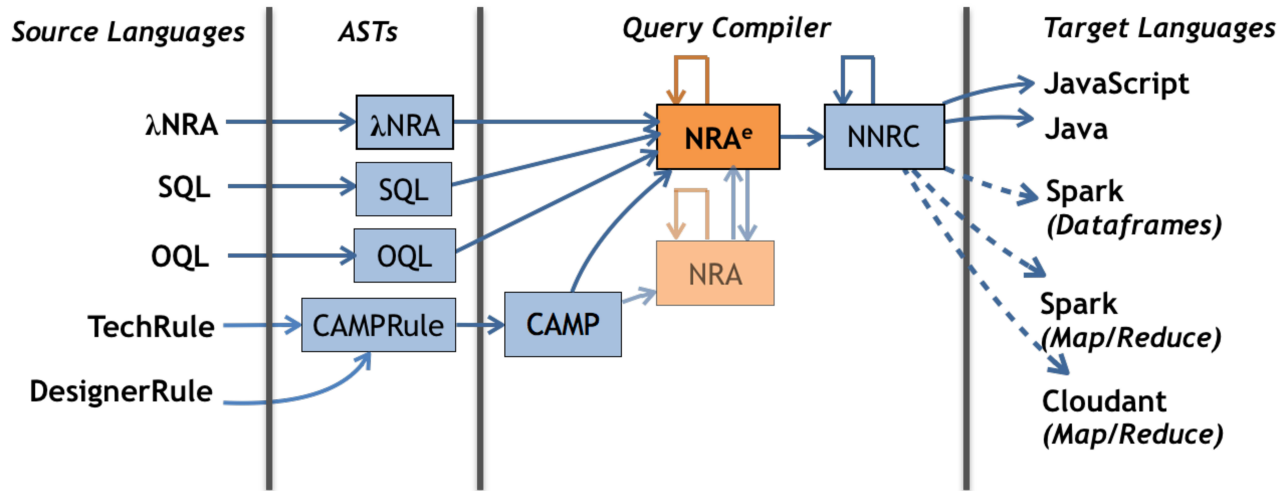 Source Languages
ASTs
Query Compiler
Target Languages
λNRA
SQL
OQL
TechRule
DesignerRule
λNRA
SQL
OQL
CAMPRule
CAMP
NRAᵉ
NRA
NNRC
JavaScript
Java
Spark
(Dataframes)
Spark
(Map/Reduce)
Cloudant
(Map/Reduce)